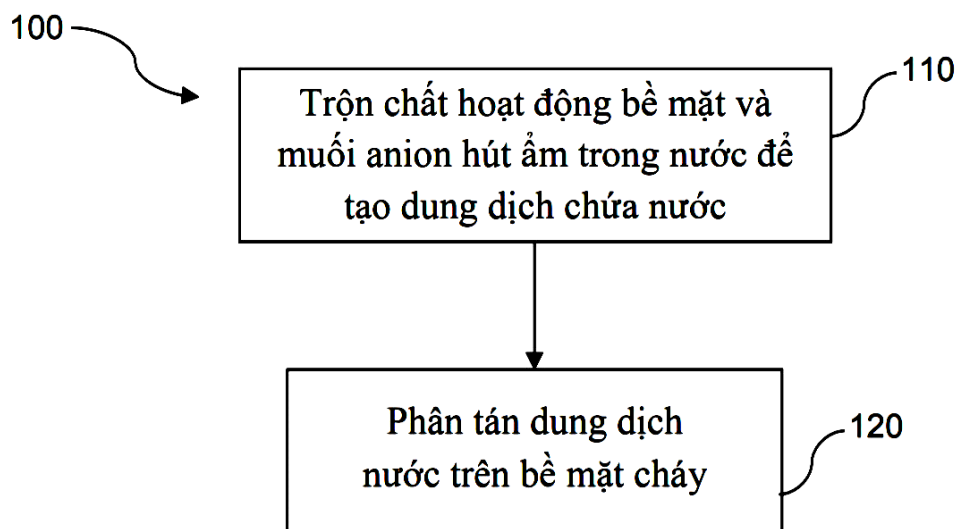 100
110
Trộn chất hoạt động bề mặt và
muối anion hút ẩm trong nước để
tạo dung dịch chứa nước
Phân tán dung dịch
nước trên bề mặt cháy
120